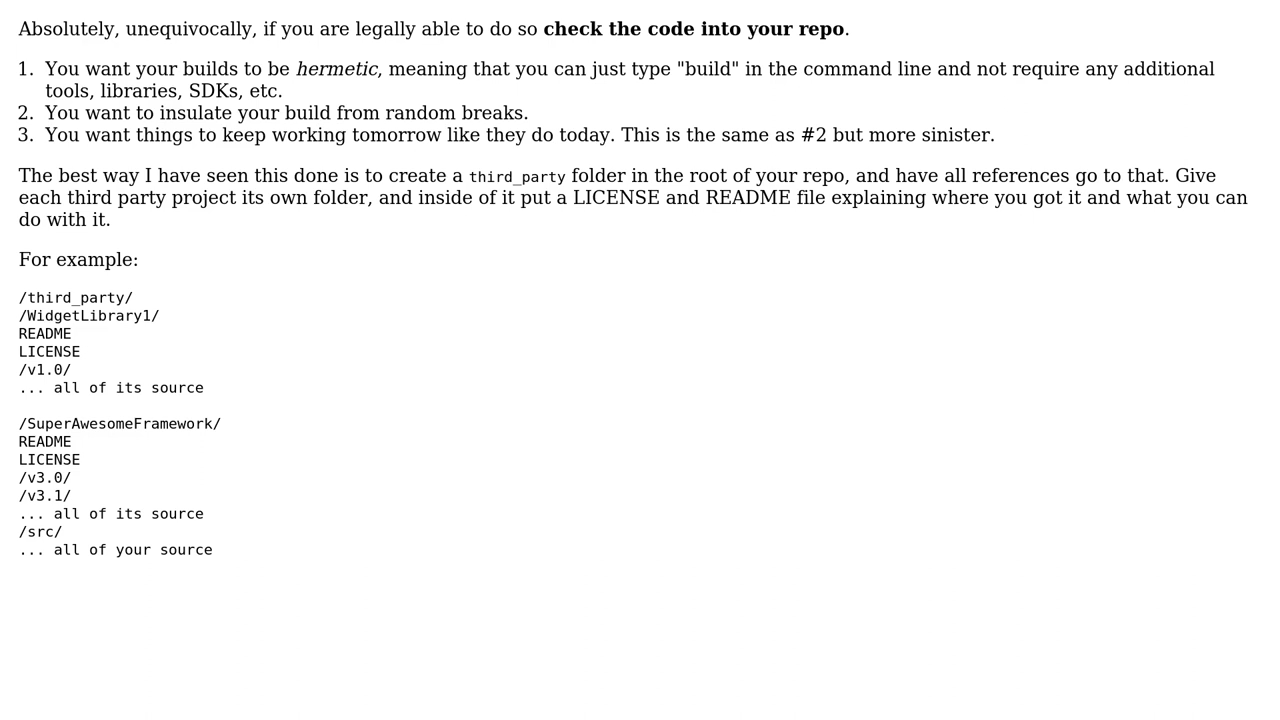 Absolutely, unequivocally, if you are legally able to do so check the code into your repo.
1. You want your builds to be hermetic, meaning that you can just type "build" in the command line and not require any additional
tools, libraries, SDKs, etc.
2. You want to insulate your build from random breaks.
3. You want things to keep working tomorrow like they do today. This is the same as #2 but more sinister.
The best way I have seen this done is to create a third_party folder in the root of your repo, and have all references go to that. Give
each third party project its own folder, and inside of it put a LICENSE and README file explaining where you got it and what you can
do with it.
For example:
/third_party/
/WidgetLibrary1/
README
LICENSE
/v1.0/
... all of its source
/SuperAwesomeFramework/
README
LICENSE
/v3.0/
/v3.1/
... all of its source
/src/
... all of your source